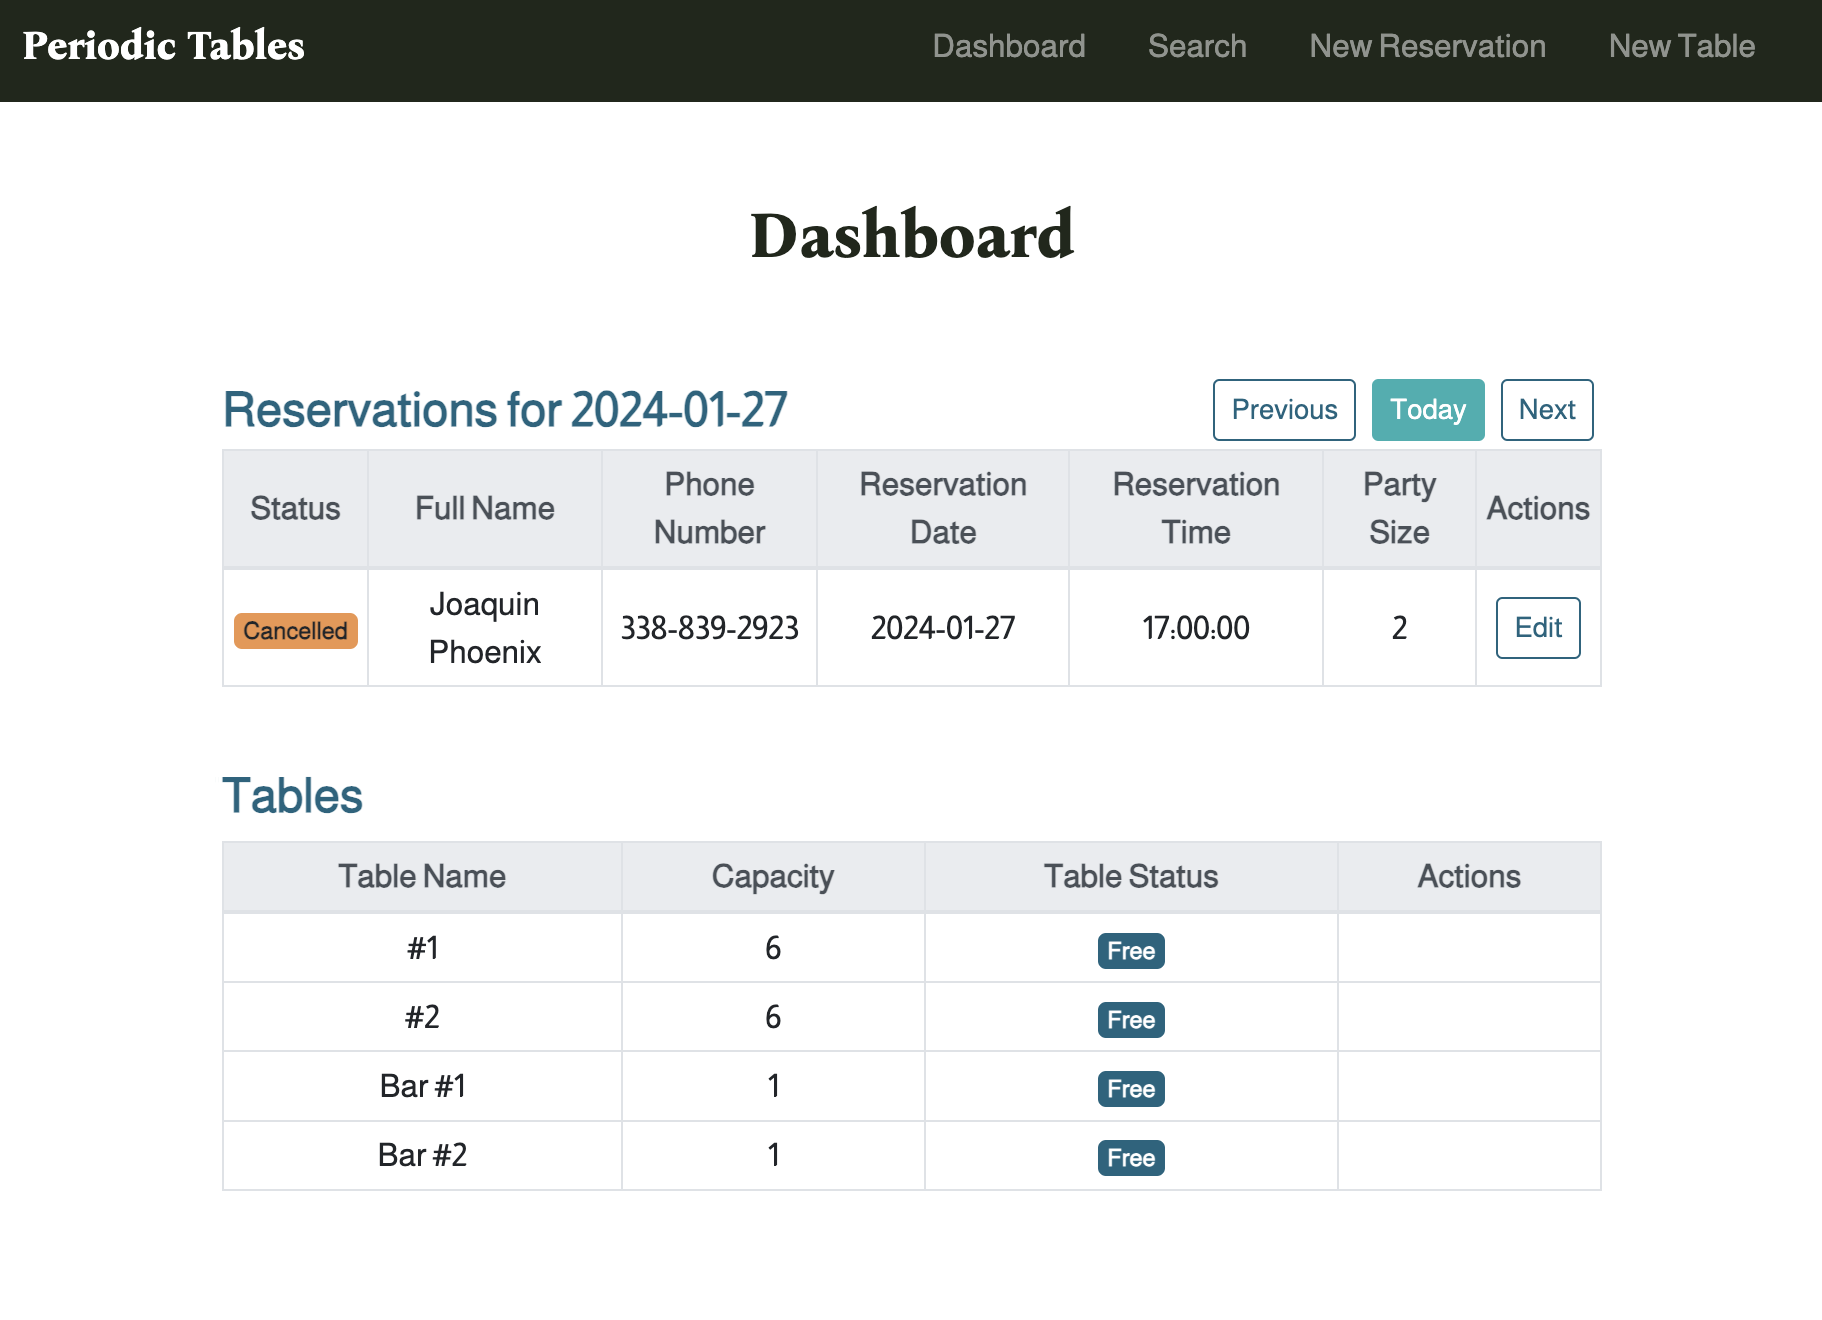 Periodic Tables Dashboard Search New Reservation New Table
Dashboard
Reservations for 2024-01-27 Previous Today Next
Status Full Name Phone Number Reservation Date Reservation Time Party Size Actions
Cancelled Joaquin Phoenix 338-839-2923 2024-01-27 17:00:00 2 Edit
Tables
Table Name Capacity Table Status Actions
#1 6 Free
#2 6 Free
Bar #1 1 Free
Bar #2 1 Free